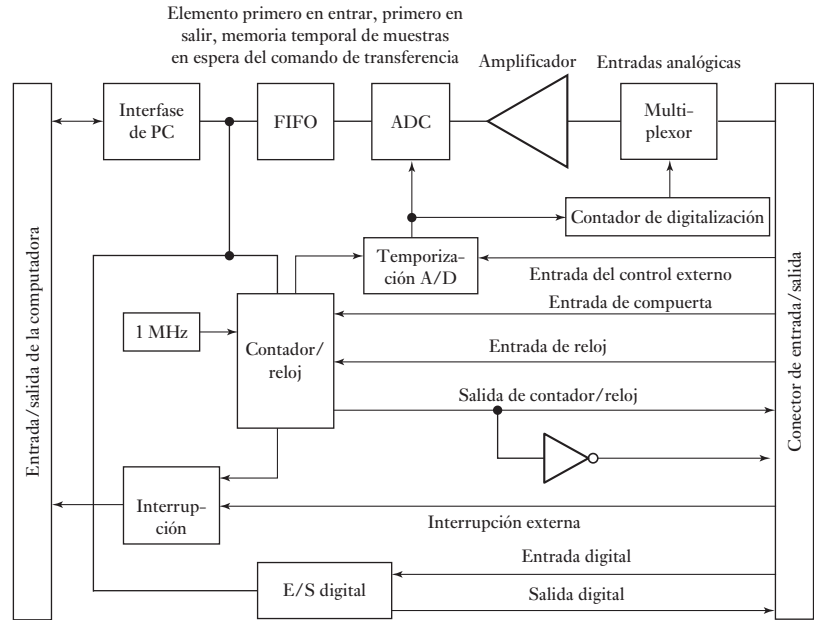 Elemento primero en entrar, primero en
salir, memoria temporal de muestras
en espera del comando de transferencia
Amplificador
Entradas analógicas
Interfase
de PC
FIFO
ADC
Multi-
plexor
Contador de digitalización
Temporiza-
ción A/D
Entrada del control externo
Entrada de compuerta
1 MHz
Contador/
reloj
Entrada de reloj
Salida de contador/reloj
Interrup-
ción
Interrupción externa
Entrada digital
E/S digital
Salida digital
Entrada/salida de la computadora
Conector de entrada/salida